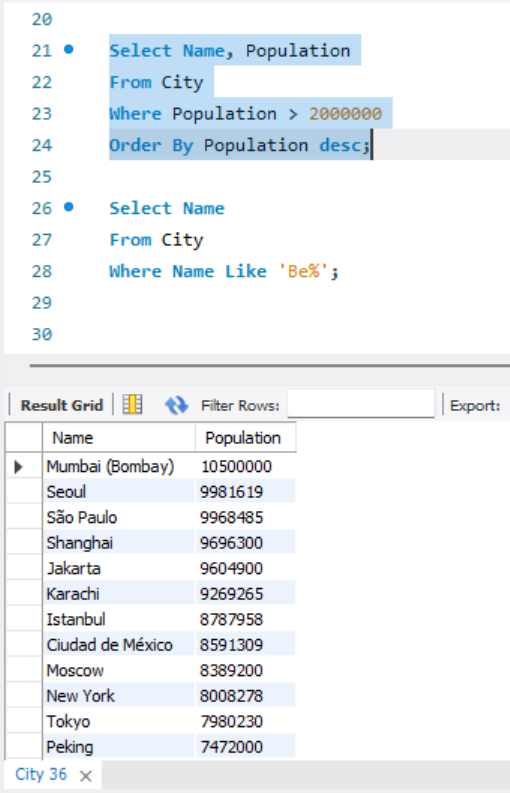 20
21 Select Name, Population
22 From City
23 Where Population > 2000000
24 Order By Population desc;
25
26 Select Name
27 From City
28 Where Name Like 'Be%';
29
30
Result Grid Filter Rows: Export:
Name Population
Mumbai (Bombay) 10500000
Seoul 9981619
São Paulo 9968485
Shanghai 9696300
Jakarta 9604900
Karachi 9269265
Istanbul 8787958
Ciudad de México 8591309
Moscow 8389200
New York 8008278
Tokyo 7980230
Peking 7472000
City 36 ×